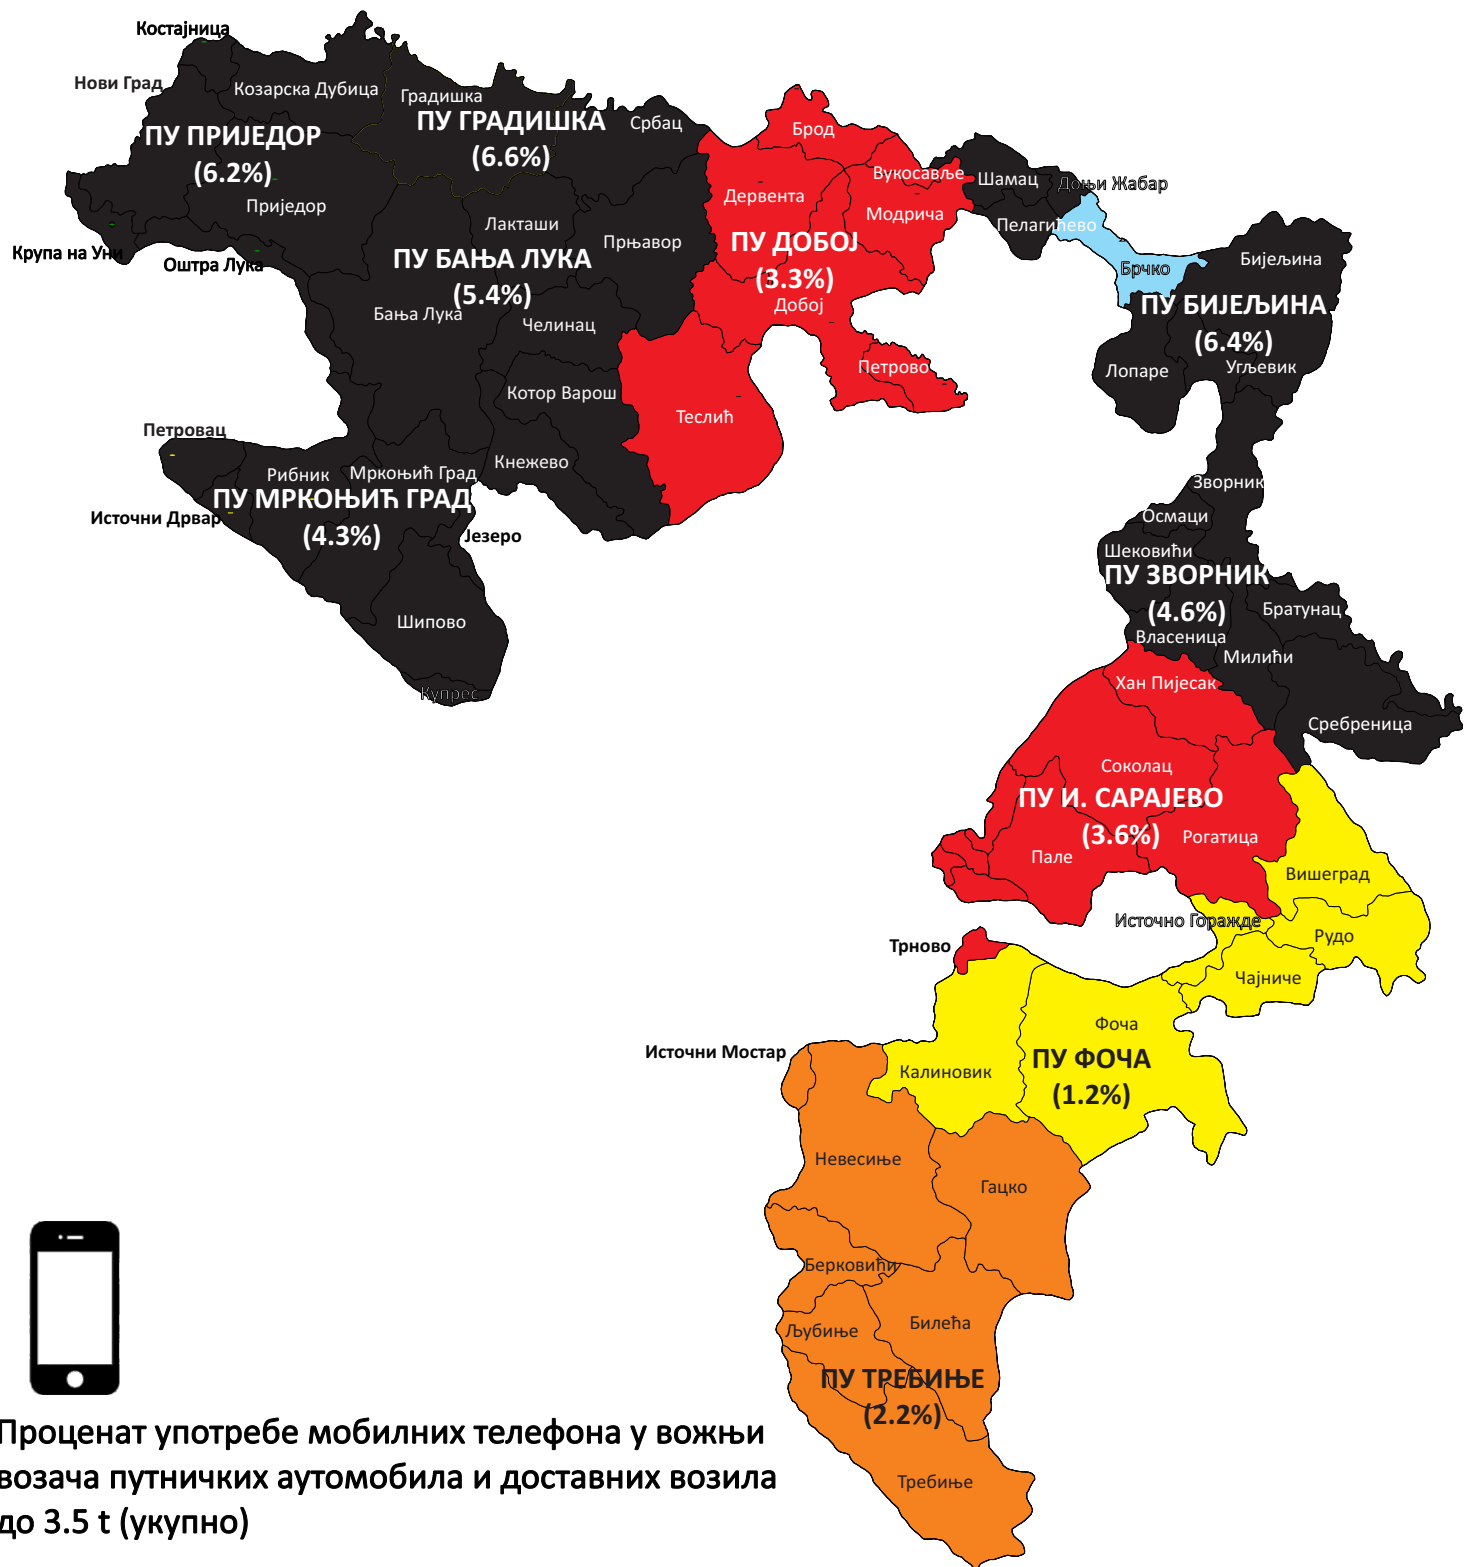 Костајница
Нови Град
Козарска Дубица
Градишка
ПУ ПРИЈЕДОР
(6.2%)
ПУ ГРАДИШКА
(6.6%)
Србац
Брод
Вукосавље
Шамац
Доњи Жабар
Приједор
Дервента
Модрича
Пелагићево
Лакташи
Прњавор
Крупа на Уни
Оштра Лука
ПУ БАЊА ЛУКА
(5.4%)
ПУ ДОБОЈ
(3.3%)
Брчко
Бијељина
Бања Лука
Челинац
Добој
ПУ БИЈЕЉИНА
(6.4%)
Котор Варош
Петрово
Лопаре
Угљевик
Теслић
Петровац
Рибник
Мркоњић Град
Кнежево
ПУ МРКОЊИЋ ГРАД
(4.3%)
Источни Дрвар
Језеро
Зворник
Осмаци
Шековићи
ПУ ЗВОРНИК
(4.6%)
Братунац
Шипово
Власеница
Милићи
Купрес
Хан Пијесак
Сребреница
Соколац
ПУ И. САРАЈЕВО
(3.6%)
Рогатица
Пале
Вишеград
Источно Горажде
Рудо
Трново
Чајниче
Фоча
Источни Мостар
Калиновик
ПУ ФОЧА
(1.2%)
Невесиње
Гацко
Берковићи
Љубиње
Билећа
ПУ ТРЕБИЊЕ
(2.2%)
Требиње
Проценат употребе мобилних телефона у вожњи
возача путничких аутомобила и доставних возила
до 3.5 t (укупно)